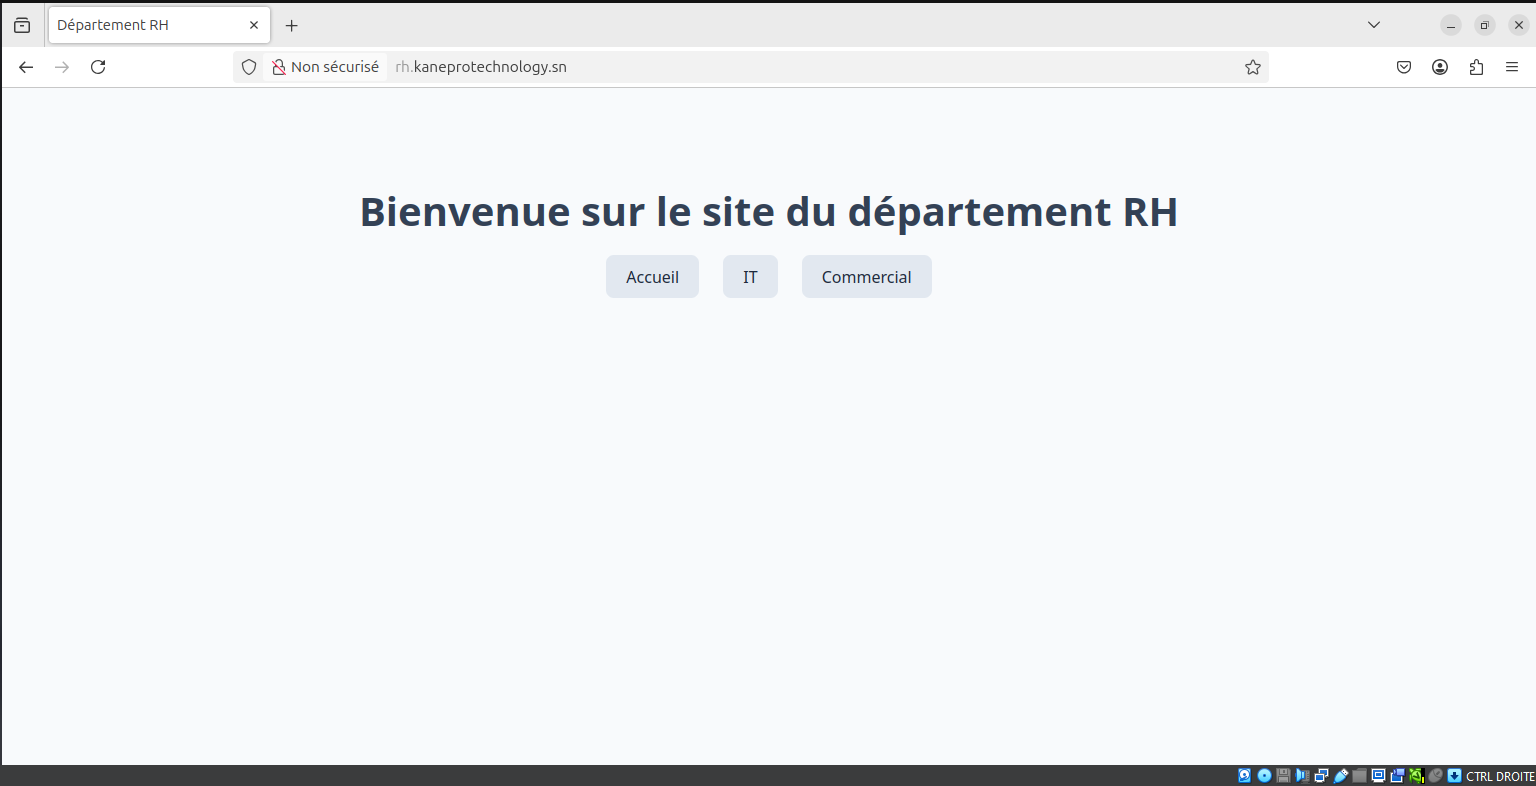 Département RH
Non sécurisé rh.kaneprotechnology.sn
Bienvenue sur le site du département RH
Accueil IT Commercial
CTRL DROITE